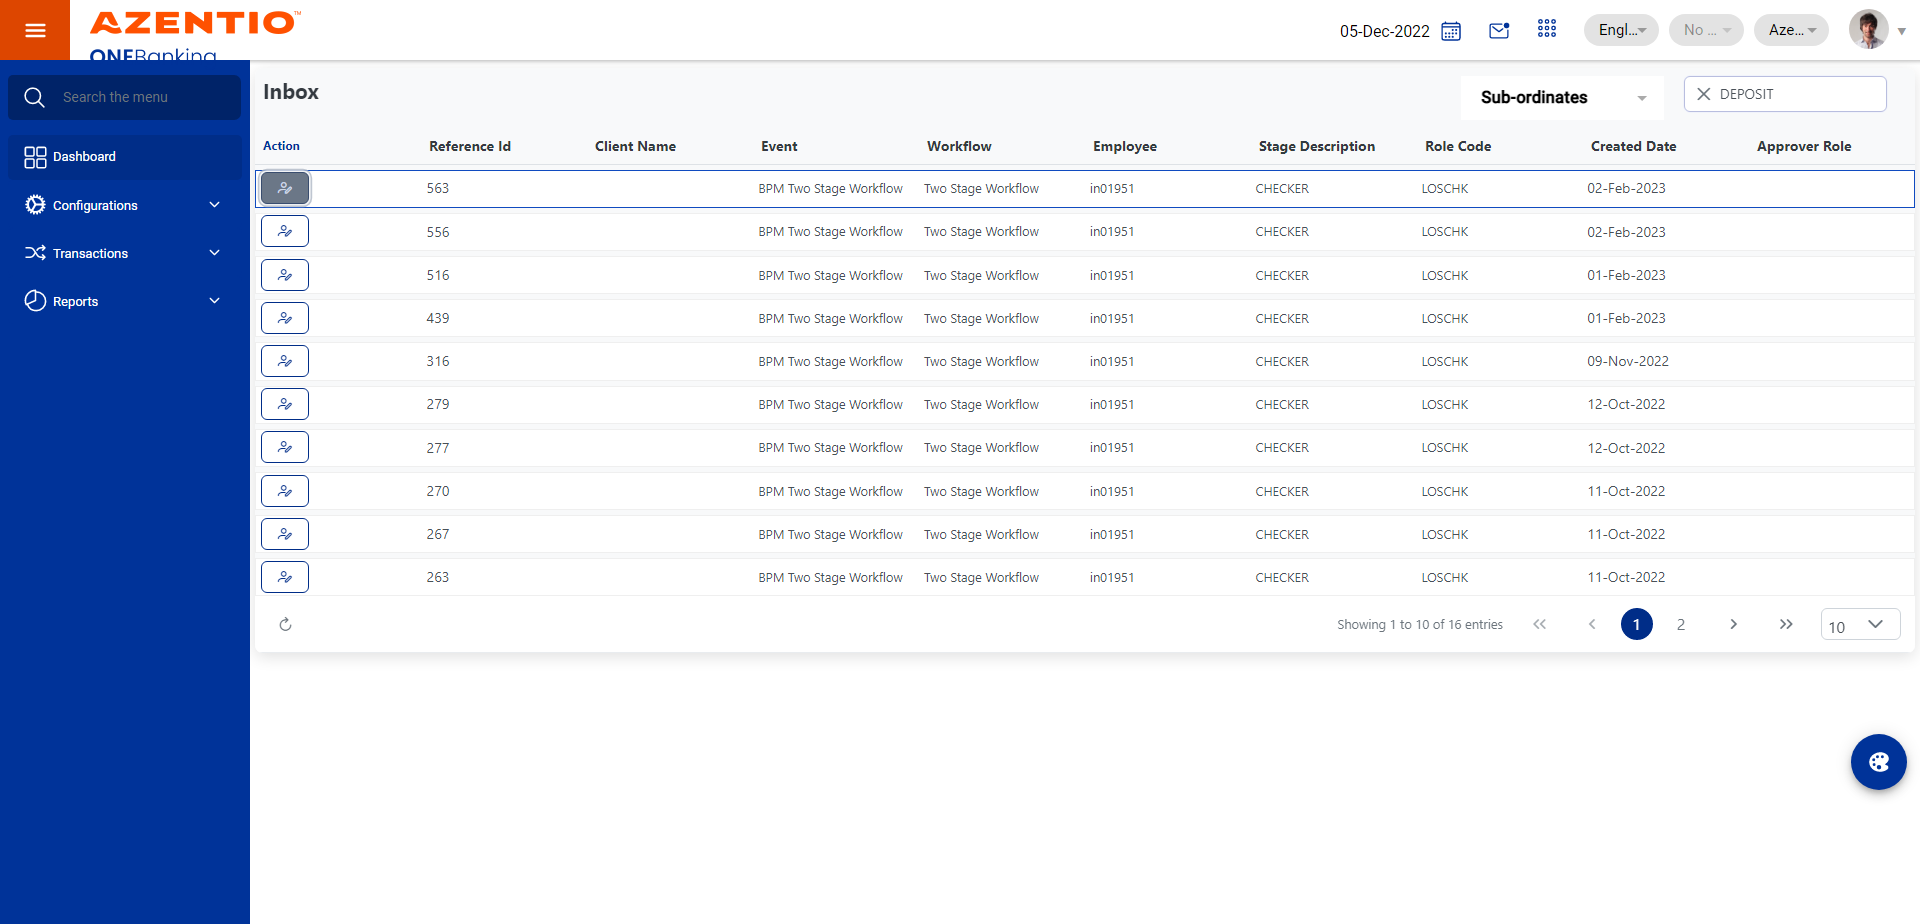 AZENTIO™
ONEBanking
05-Dec-2022
Engl...
No ...
Aze...
Search the menu
Dashboard
Configurations
Transactions
Reports
Inbox
Sub-ordinates
DEPOSIT
Action Reference Id Client Name Event Workflow Employee Stage Description Role Code Created Date Approver Role
563 BPM Two Stage Workflow Two Stage Workflow in01951 CHECKER LOSCHK 02-Feb-2023
556 BPM Two Stage Workflow Two Stage Workflow in01951 CHECKER LOSCHK 02-Feb-2023
516 BPM Two Stage Workflow Two Stage Workflow in01951 CHECKER LOSCHK 01-Feb-2023
439 BPM Two Stage Workflow Two Stage Workflow in01951 CHECKER LOSCHK 01-Feb-2023
316 BPM Two Stage Workflow Two Stage Workflow in01951 CHECKER LOSCHK 09-Nov-2022
279 BPM Two Stage Workflow Two Stage Workflow in01951 CHECKER LOSCHK 12-Oct-2022
277 BPM Two Stage Workflow Two Stage Workflow in01951 CHECKER LOSCHK 12-Oct-2022
270 BPM Two Stage Workflow Two Stage Workflow in01951 CHECKER LOSCHK 11-Oct-2022
267 BPM Two Stage Workflow Two Stage Workflow in01951 CHECKER LOSCHK 11-Oct-2022
263 BPM Two Stage Workflow Two Stage Workflow in01951 CHECKER LOSCHK 11-Oct-2022
Showing 1 to 10 of 16 entries
1 2
10